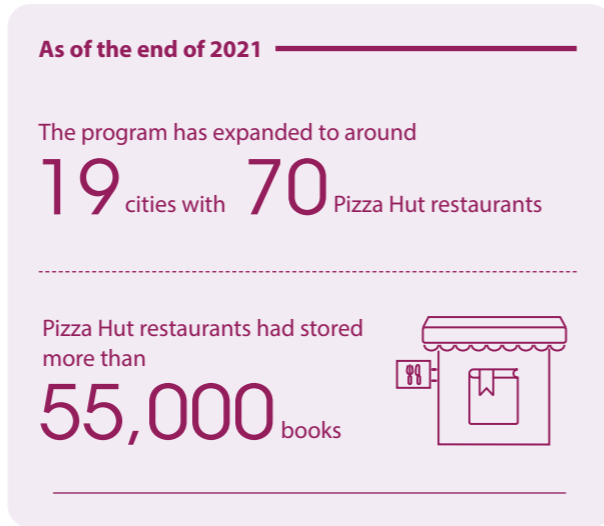 As of the end of 2021
The program has expanded to around
19 cities with 70 Pizza Hut restaurants
Pizza Hut restaurants had stored
more than
55,000 books